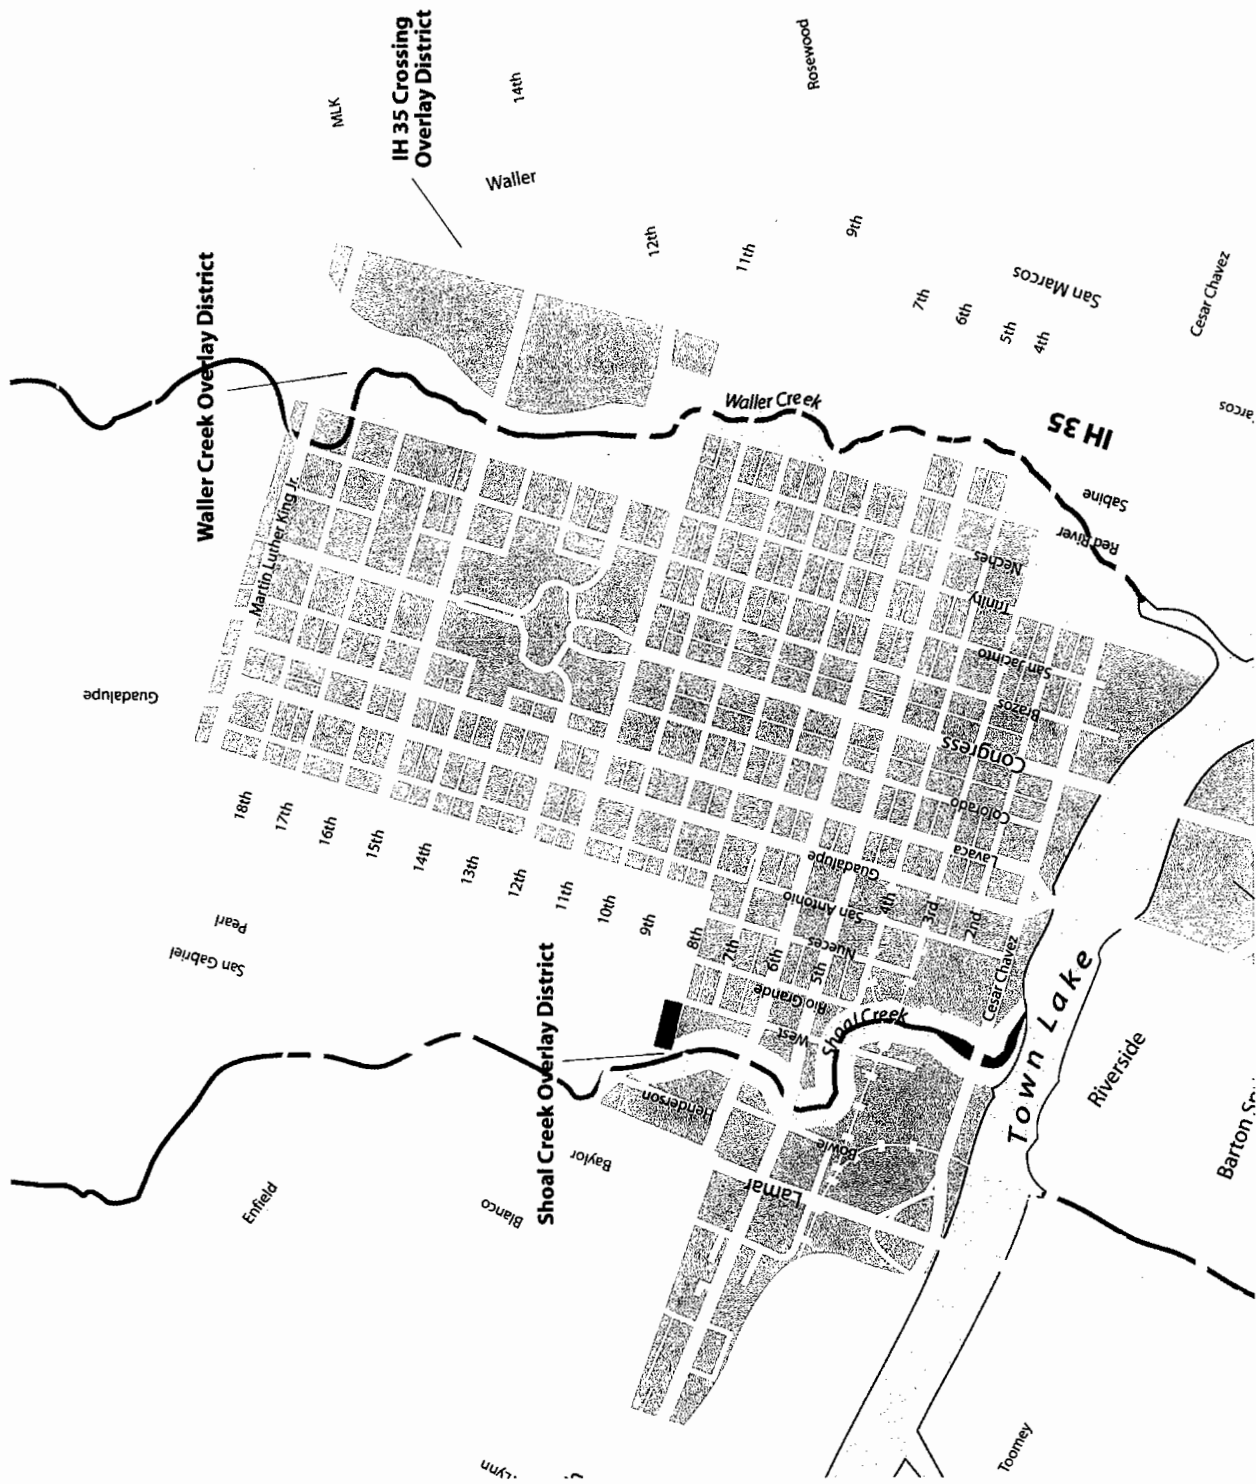 IH 35 Crossing
Overlay District
MLK
14th
Rosewood
Waller
Waller Creek Overlay District
12th
11th
9th
7th
6th
5th
4th
San Marcos
Cesar Chavez
Waller Creek
IH 35
Sabine
Red River
Martin Luther King Jr.
Neches
Trinity
San Jacinto
Brazos
Congress
Colorado
Lavaca
Guadalupe
Guadalupe
San Antonio
Nueces
Rio Grande
West
18th
17th
16th
15th
14th
13th
12th
11th
10th
9th
8th
7th
6th
5th
4th
3rd
2nd
Cesar Chavez
Pearl
San Gabriel
Shoal Creek Overlay District
Shoal Creek
Town Lake
Riverside
Henderson
Bowie
Baylor
Lamar
Blanco
Enfield
Toomey
Barton